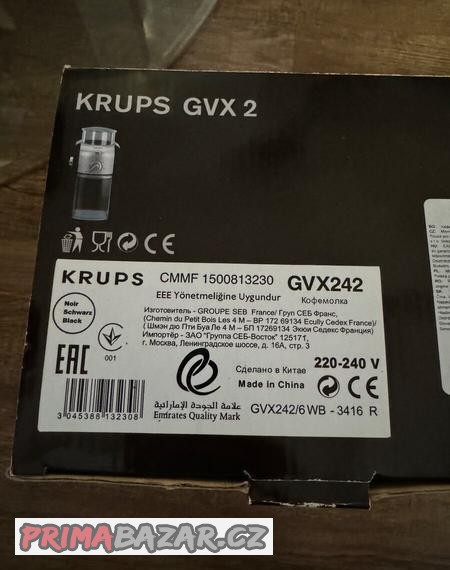 KRUPS GVX 2
KRUPS CMMF 1500813230 GVX242
EEE Yönetmeliğine Uygundur Кофемолка
Noir
Schwarz
Black
Изготовитель - GROUPE SEB France/ Груп СЕБ Франс,
(Chemin du Petit Bois Les 4 M – BP 172 69134 Ecully Cedex France)/
( Шмэн дю Пти Буа Ле 4 М – БП 17269134 Экюи Седекс Франция)
Импортер - ЗАО "Группа СЕБ-Восток" 125171,
г. Москва, Ленинградское шоссе, д. 16А, стр. 3
EAC
001
Сделано в Китае 220-240 V
Made in China CE
3 045388 132308
علامة الجودة الإماراتية
Emirates Quality Mark
GVX242/6 WB - 3416 R
PRIMABAZAR.CZ